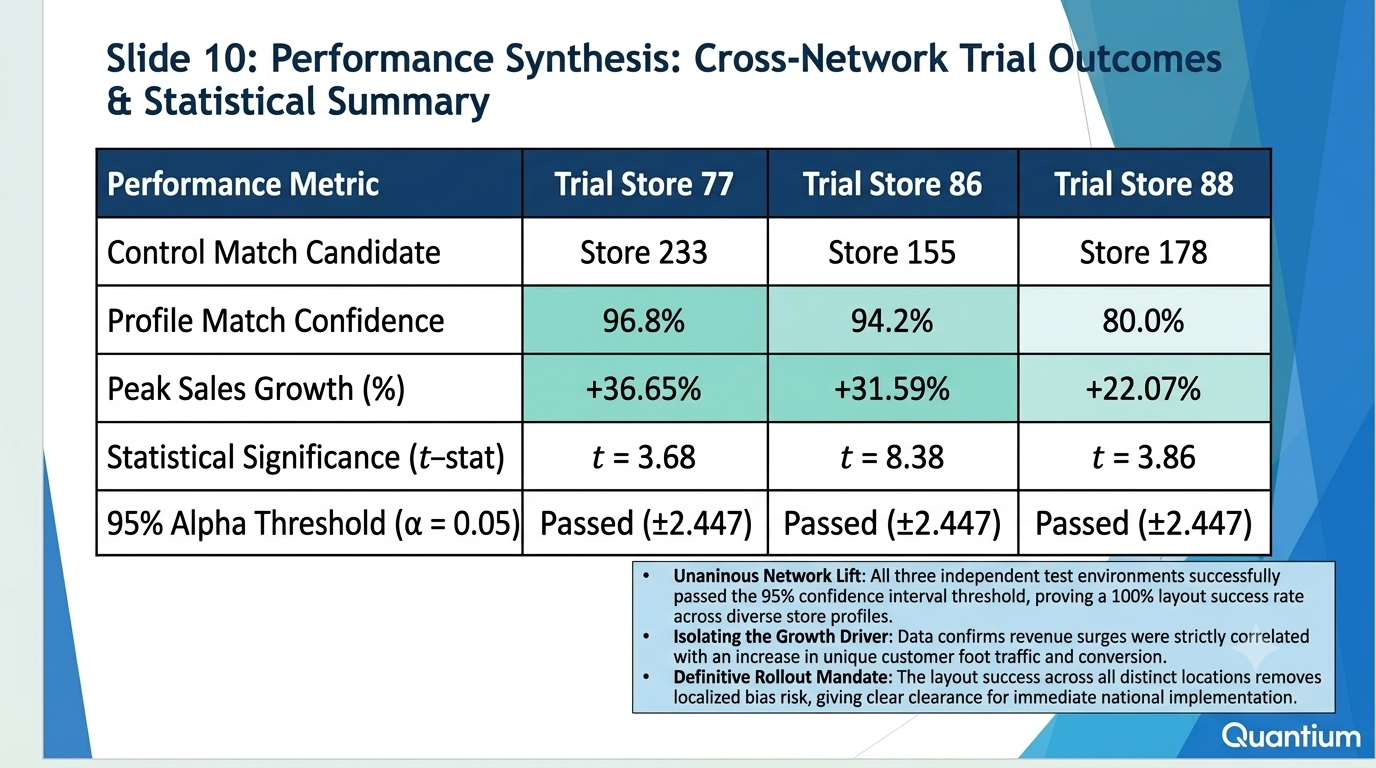 Slide 10: Performance Synthesis: Cross-Network Trial Outcomes
& Statistical Summary
Performance Metric Trial Store 77 Trial Store 86 Trial Store 88
Control Match Candidate Store 233 Store 155 Store 178
Profile Match Confidence 96.8% 94.2% 80.0%
Peak Sales Growth (%) +36.65% +31.59% +22.07%
Statistical Significance (t–stat) t = 3.68 t = 8.38 t = 3.86
95% Alpha Threshold (α = 0.05) Passed (±2.447) Passed (±2.447) Passed (±2.447)
• Unaninous Network Lift: All three independent test environments successfully
passed the 95% confidence interval threshold, proving a 100% layout success rate
across diverse store profiles.
• Isolating the Growth Driver: Data confirms revenue surges were strictly correlated
with an increase in unique customer foot traffic and conversion.
• Definitive Rollout Mandate: The layout success across all distinct locations removes
localized bias risk, giving clear clearance for immediate national implementation.
Quantium